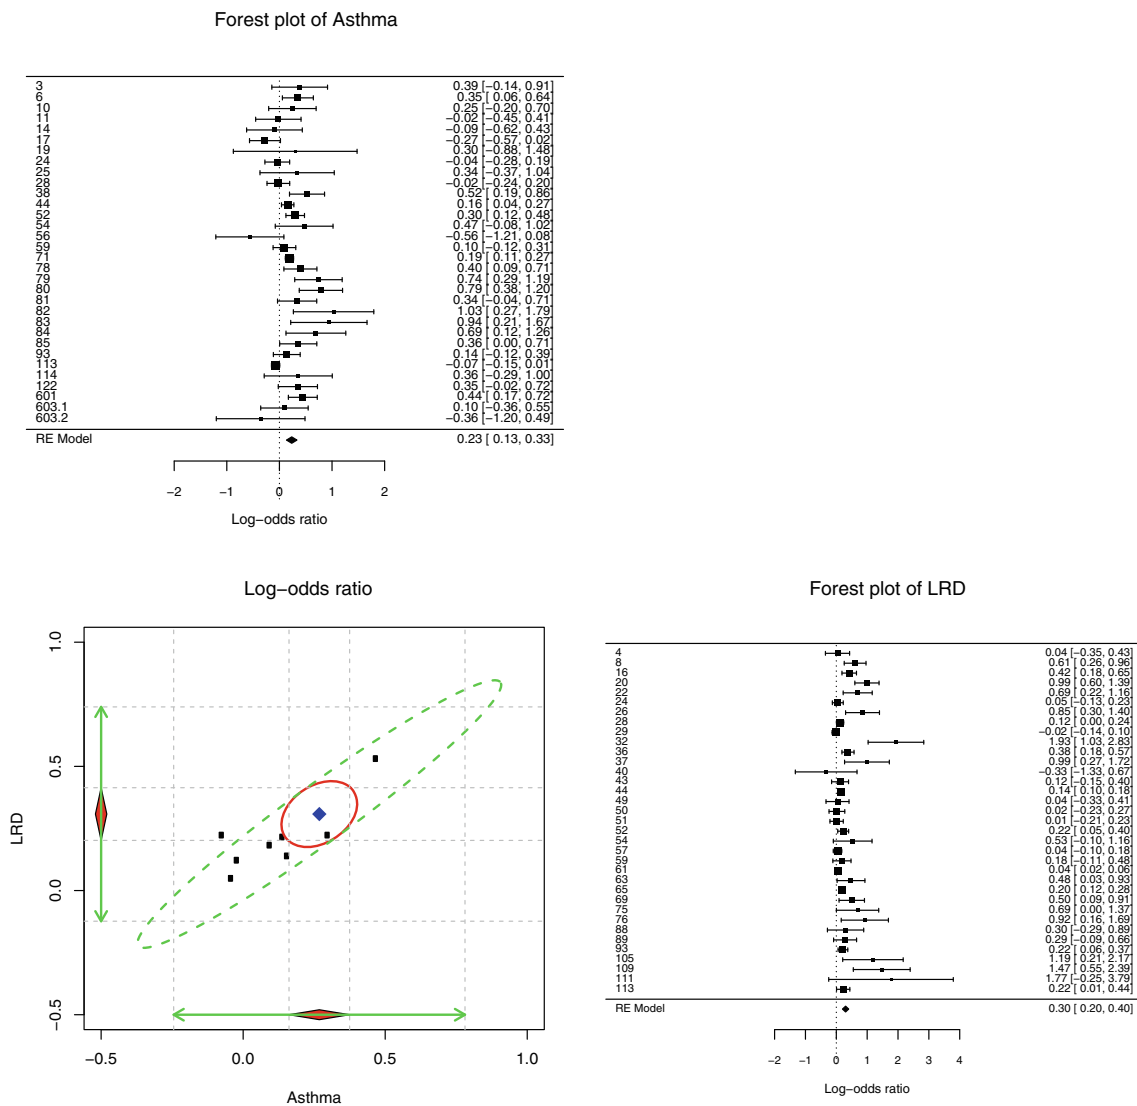 Forest plot of Asthma
3 0.39 [−0.14, 0.91]
6 0.35 [ 0.06, 0.64]
10 0.25 [−0.20, 0.70]
11 −0.02 [−0.45, 0.41]
14 −0.09 [−0.62, 0.43]
17 −0.27 [−0.57, 0.02]
19 0.30 [−0.88, 1.48]
24 −0.04 [−0.28, 0.19]
25 0.34 [−0.37, 1.04]
28 −0.02 [−0.24, 0.20]
38 0.52 [ 0.19, 0.86]
44 0.16 [ 0.04, 0.27]
52 0.30 [ 0.12, 0.48]
54 0.47 [−0.08, 1.02]
56 −0.56 [−1.21, 0.08]
59 0.10 [−0.12, 0.31]
71 0.19 [ 0.11, 0.27]
78 0.40 [ 0.09, 0.71]
79 0.74 [ 0.29, 1.19]
80 0.79 [ 0.38, 1.20]
81 0.34 [−0.04, 0.71]
82 1.03 [ 0.27, 1.79]
83 0.94 [ 0.21, 1.67]
84 0.69 [ 0.12, 1.26]
85 0.36 [ 0.00, 0.71]
93 0.14 [−0.12, 0.39]
113 −0.07 [−0.15, 0.01]
114 0.36 [−0.29, 1.00]
122 0.35 [−0.02, 0.72]
601 0.44 [ 0.17, 0.72]
603.1 0.10 [−0.36, 0.55]
603.2 −0.36 [−1.20, 0.49]
RE Model 0.23 [ 0.13, 0.33]
−2 −1 0 1 2
Log−odds ratio
Log−odds ratio
1.0
0.5
LRD
0.0
−0.5
−0.5 0.0 0.5 1.0
Asthma
Forest plot of LRD
4 0.04 [−0.35, 0.43]
8 0.61 [ 0.26, 0.96]
16 0.42 [ 0.18, 0.65]
20 0.99 [ 0.60, 1.39]
22 0.69 [ 0.22, 1.16]
24 0.05 [−0.13, 0.23]
26 0.85 [ 0.30, 1.40]
28 0.12 [ 0.00, 0.24]
29 −0.02 [−0.14, 0.10]
32 1.93 [ 1.03, 2.83]
36 0.38 [ 0.18, 0.57]
37 0.99 [ 0.27, 1.72]
40 −0.33 [−1.33, 0.67]
43 0.12 [−0.15, 0.40]
44 0.14 [ 0.10, 0.18]
49 0.04 [−0.33, 0.41]
50 0.02 [−0.23, 0.27]
51 0.01 [−0.21, 0.23]
52 0.22 [ 0.05, 0.40]
54 0.53 [−0.10, 1.16]
57 0.04 [−0.10, 0.18]
59 0.18 [−0.11, 0.48]
61 0.04 [ 0.02, 0.06]
63 0.48 [ 0.03, 0.93]
65 0.20 [ 0.12, 0.28]
69 0.50 [ 0.09, 0.91]
75 0.69 [ 0.00, 1.37]
76 0.92 [ 0.16, 1.69]
88 0.30 [−0.29, 0.89]
89 0.29 [−0.09, 0.66]
93 0.22 [ 0.06, 0.37]
105 1.19 [ 0.21, 2.17]
109 1.47 [ 0.55, 2.39]
111 1.77 [−0.25, 3.79]
113 0.22 [ 0.01, 0.44]
RE Model 0.30 [ 0.20, 0.40]
−2 −1 0 1 2 3 4
Log−odds ratio